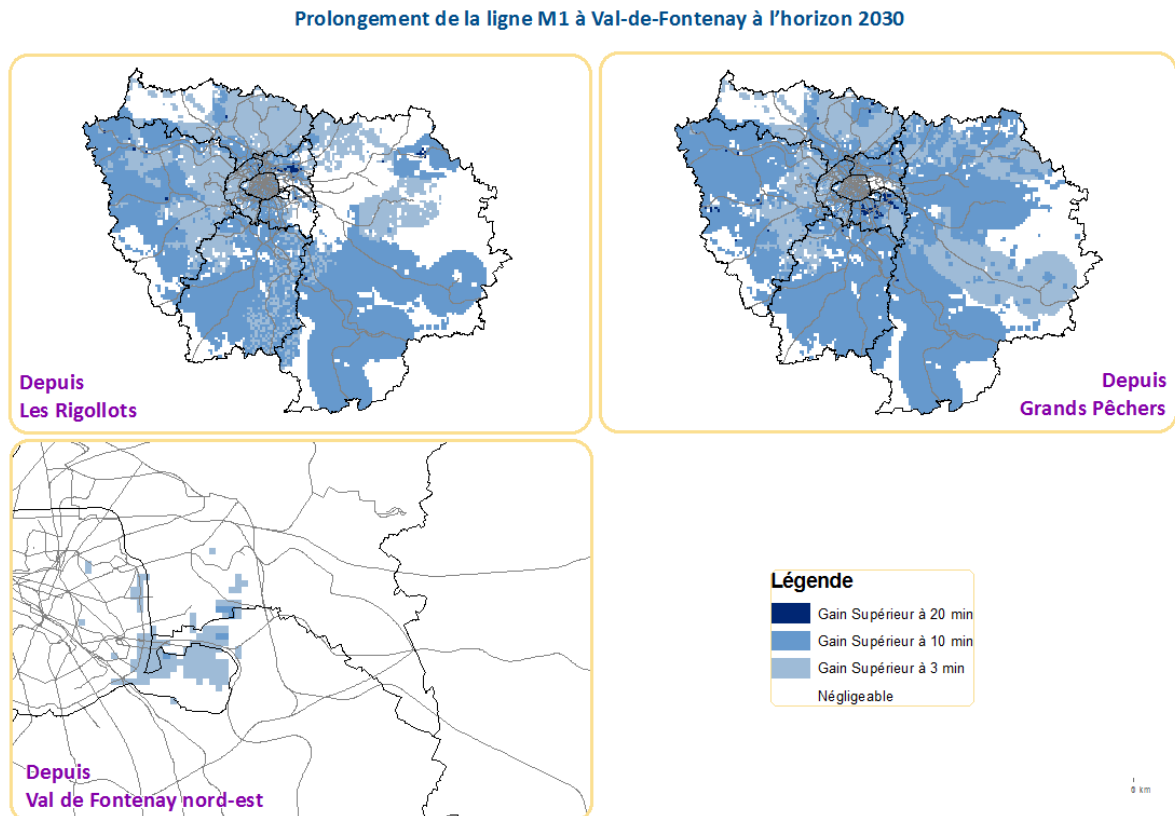 Prolongement de la ligne M1 à Val-de-Fontenay à l'horizon 2030
Depuis
Les Rigollots
Depuis
Grands Pêchers
Depuis
Val de Fontenay nord-est
Légende
Gain Supérieur à 20 min
Gain Supérieur à 10 min
Gain Supérieur à 3 min
Négligeable
0 km